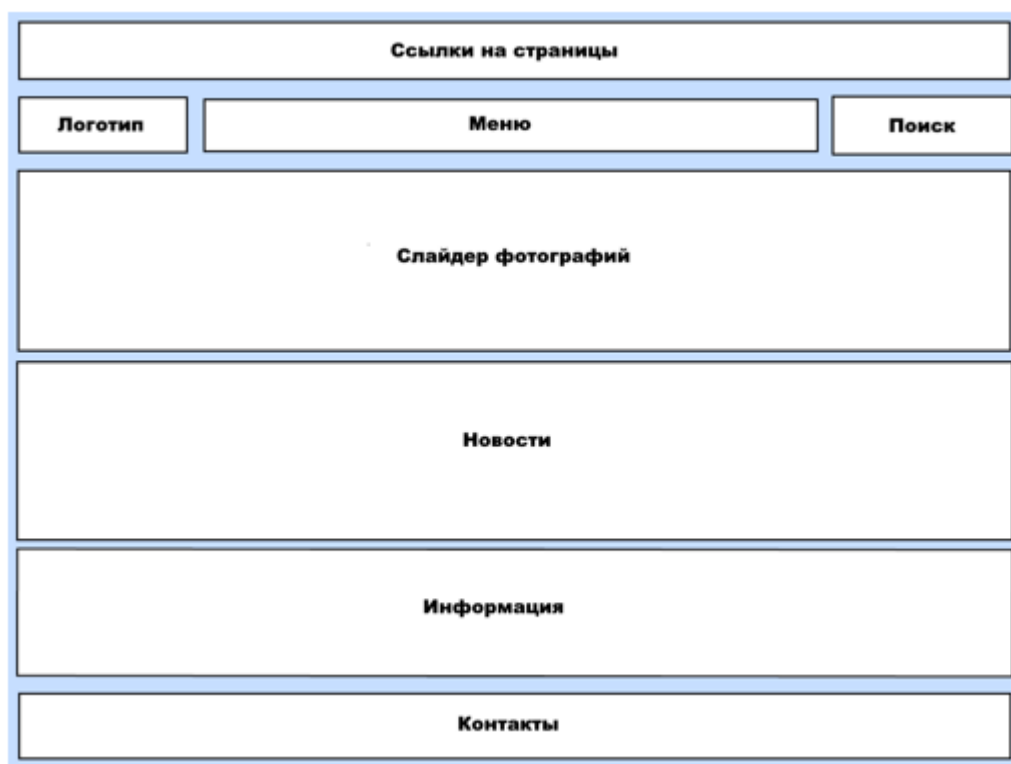 Ссылки на страницы
Логотип
Меню
Поиск
Слайдер фотографий
Новости
Информация
Контакты